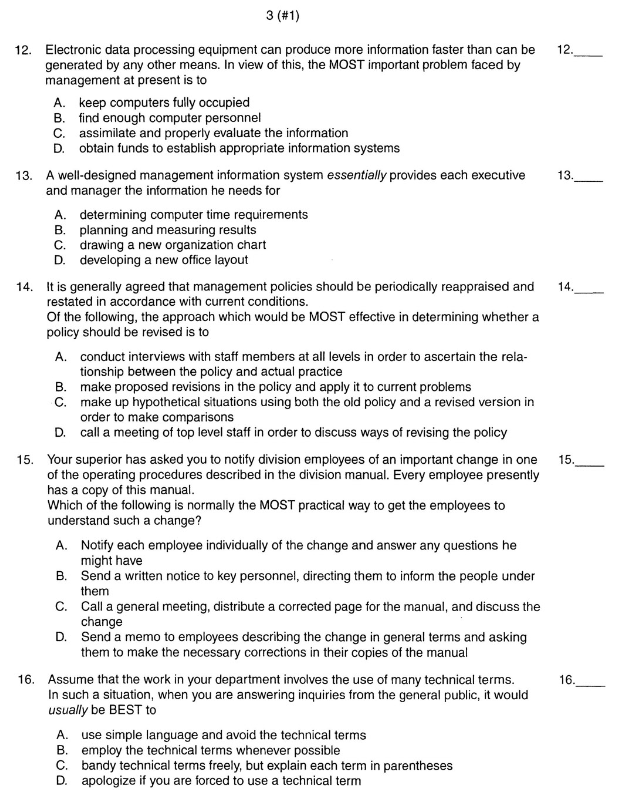 3 (#1)
12. Electronic data processing equipment can produce more information faster than can be 12.____
generated by any other means. In view of this, the MOST important problem faced by
management at present is to
A. keep computers fully occupied
B. find enough computer personnel
C. assimilate and properly evaluate the information
D. obtain funds to establish appropriate information systems
13. A well-designed management information system essentially provides each executive 13.____
and manager the information he needs for
A. determining computer time requirements
B. planning and measuring results
C. drawing a new organization chart
D. developing a new office layout
14. It is generally agreed that management policies should be periodically reappraised and 14.____
restated in accordance with current conditions.
Of the following, the approach which would be MOST effective in determining whether a
policy should be revised is to
A. conduct interviews with staff members at all levels in order to ascertain the rela-
tionship between the policy and actual practice
B. make proposed revisions in the policy and apply it to current problems
C. make up hypothetical situations using both the old policy and a revised version in
order to make comparisons
D. call a meeting of top level staff in order to discuss ways of revising the policy
15. Your superior has asked you to notify division employees of an important change in one 15.____
of the operating procedures described in the division manual. Every employee presently
has a copy of this manual.
Which of the following is normally the MOST practical way to get the employees to
understand such a change?
A. Notify each employee individually of the change and answer any questions he
might have
B. Send a written notice to key personnel, directing them to inform the people under
them
C. Call a general meeting, distribute a corrected page for the manual, and discuss the
change
D. Send a memo to employees describing the change in general terms and asking
them to make the necessary corrections in their copies of the manual
16. Assume that the work in your department involves the use of many technical terms. 16.____
In such a situation, when you are answering inquiries from the general public, it would
usually be BEST to
A. use simple language and avoid the technical terms
B. employ the technical terms whenever possible
C. bandy technical terms freely, but explain each term in parentheses
D. apologize if you are forced to use a technical term